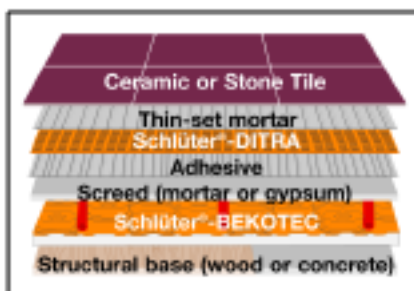 Ceramic or Stone Tile
Thin-set mortar
Schlüter®-DITRA
Adhesive
Screed (mortar or gypsum)
Schlüter®-BEKOTEC
Structural base (wood or concrete)